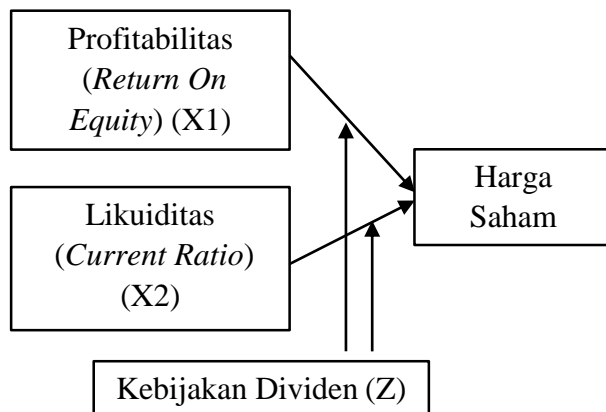 Profitabilitas
(Return On
Equity) (X1)
Harga
Saham
Likuiditas
(Current Ratio)
(X2)
Kebijakan Dividen (Z)